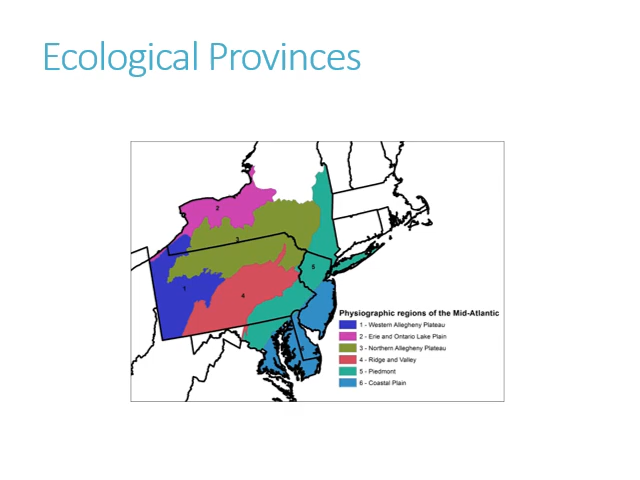 Ecological Provinces
2
3
1
4
5
6
Physiographic regions of the Mid-Atlantic
1 - Western Allegheny Plateau
2 - Erie and Ontario Lake Plain
3 - Northern Allegheny Plateau
4 - Ridge and Valley
5 - Piedmont
6 - Coastal Plain